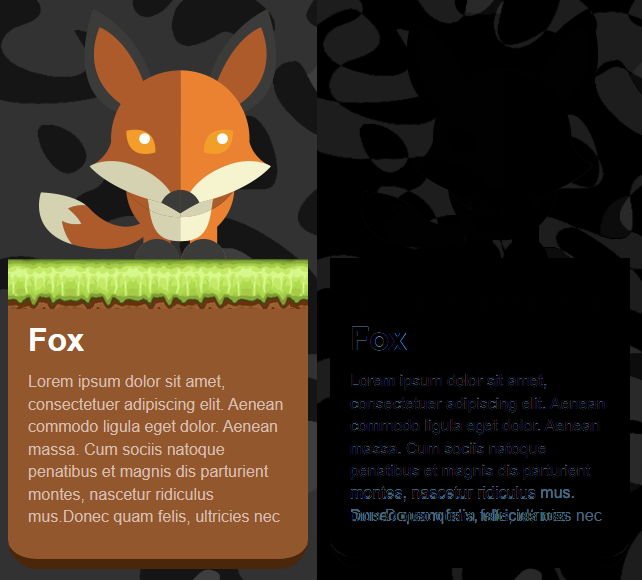 Fox
Lorem ipsum dolor sit amet,
consectetuer adipiscing elit. Aenean
commodo ligula eget dolor. Aenean
massa. Cum sociis natoque
penatibus et magnis dis parturient
montes, nascetur ridiculus
mus.Donec quam felis, ultricies nec
Fox
Lorem ipsum dolor sit amet,
consectetuer adipiscing elit. Aenean
commodo ligula eget dolor. Aenean
massa. Cum sociis natoque
penatibus et magnis dis parturient
montes, nascetur ridiculus mus.
nec